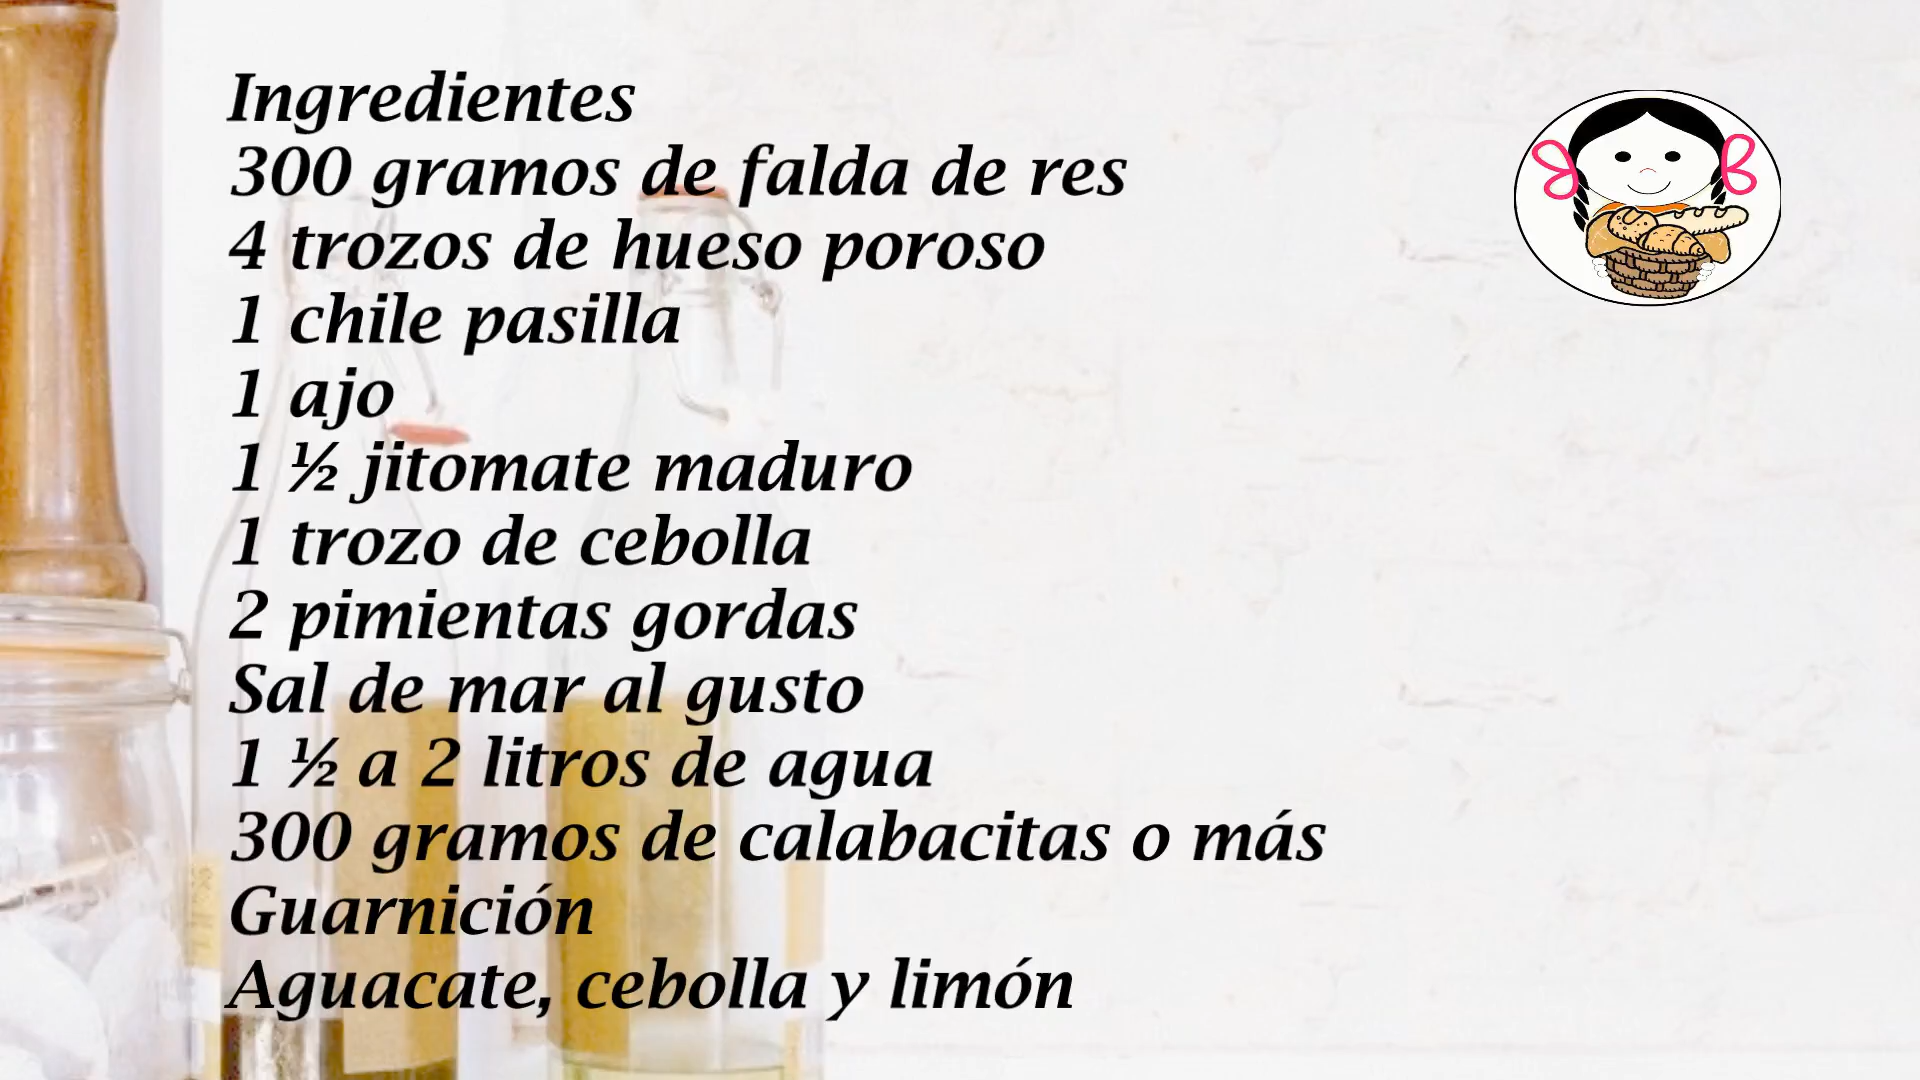 Ingredientes
300 gramos de falda de res
4 trozos de hueso poroso
1 chile pasilla
1 ajo
1 ½ jitomate maduro
1 trozo de cebolla
2 pimientas gordas
Sal de mar al gusto
1 ½ a 2 litros de agua
300 gramos de calabacitas o más
Guarnición
Aguacate, cebolla y limón